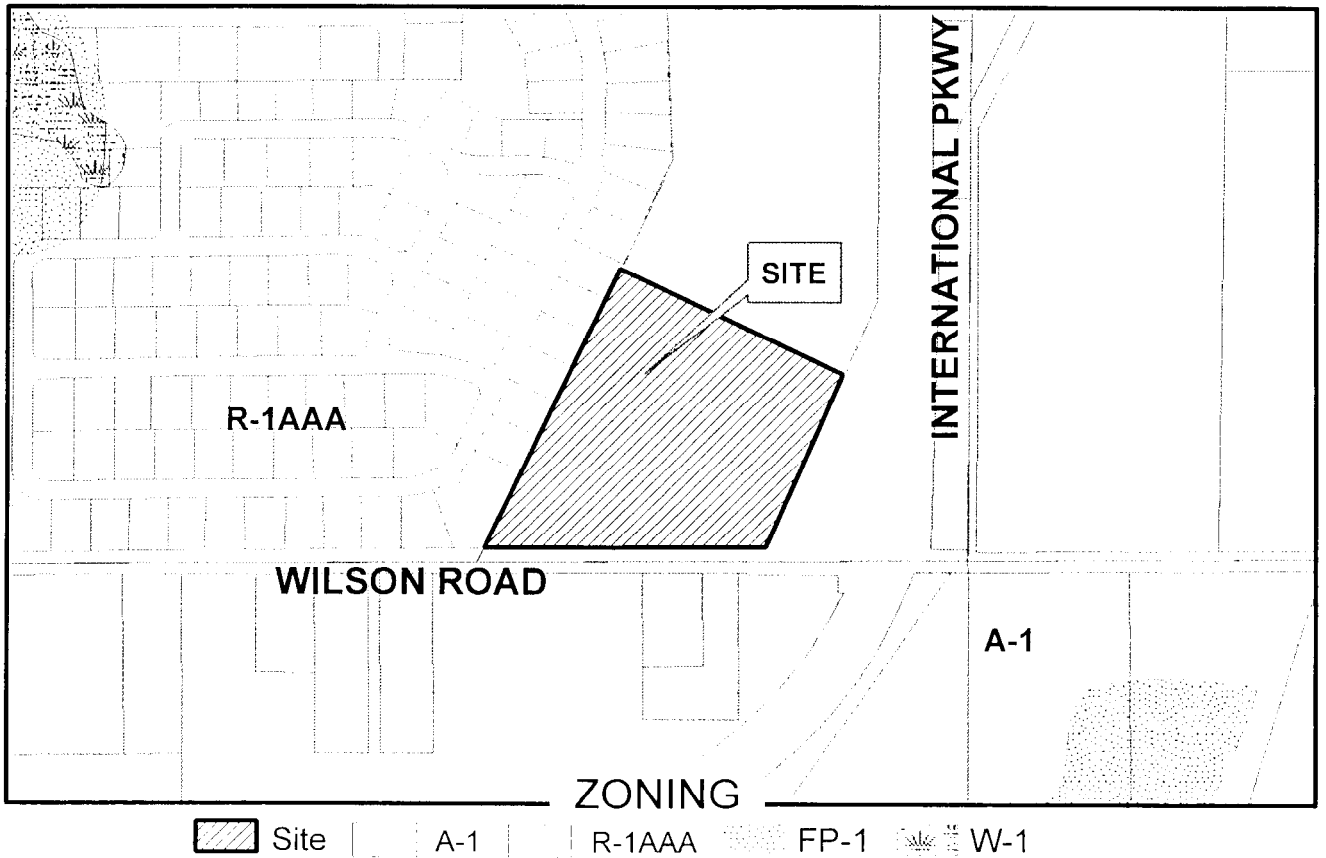 INTERNATIONAL PKWY
SITE
R-1AAA
WILSON ROAD
A-1
ZONING
Site A-1 R-1AAA FP-1 W-1